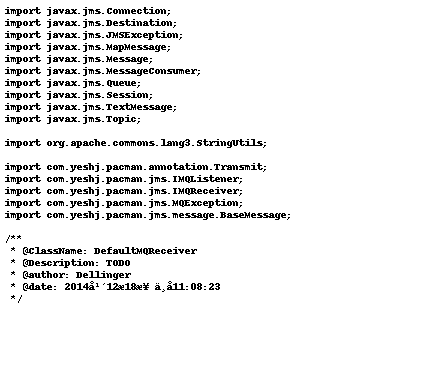 import javax.jms.Connection;
import javax.jms.Destination;
import javax.jms.JMSException;
import javax.jms.MapMessage;
import javax.jms.Message;
import javax.jms.MessageConsumer;
import javax.jms.Queue;
import javax.jms.Session;
import javax.jms.TextMessage;
import javax.jms.Topic;
import org.apache.commons.lang3.StringUtils;
import com.yeshj.pacman.annotation.Transmit;
import com.yeshj.pacman.jms.IMQListener;
import com.yeshj.pacman.jms.IMQReceiver;
import com.yeshj.pacman.jms.MQException;
import com.yeshj.pacman.jms.message.BaseMessage;
/**
* @ClassName: DefaultMQReceiver
* @Description: TODO
* @author: Dellinger
* @date: 2014å¹´12æ18æ¥ ä¸å11:08:23
*/